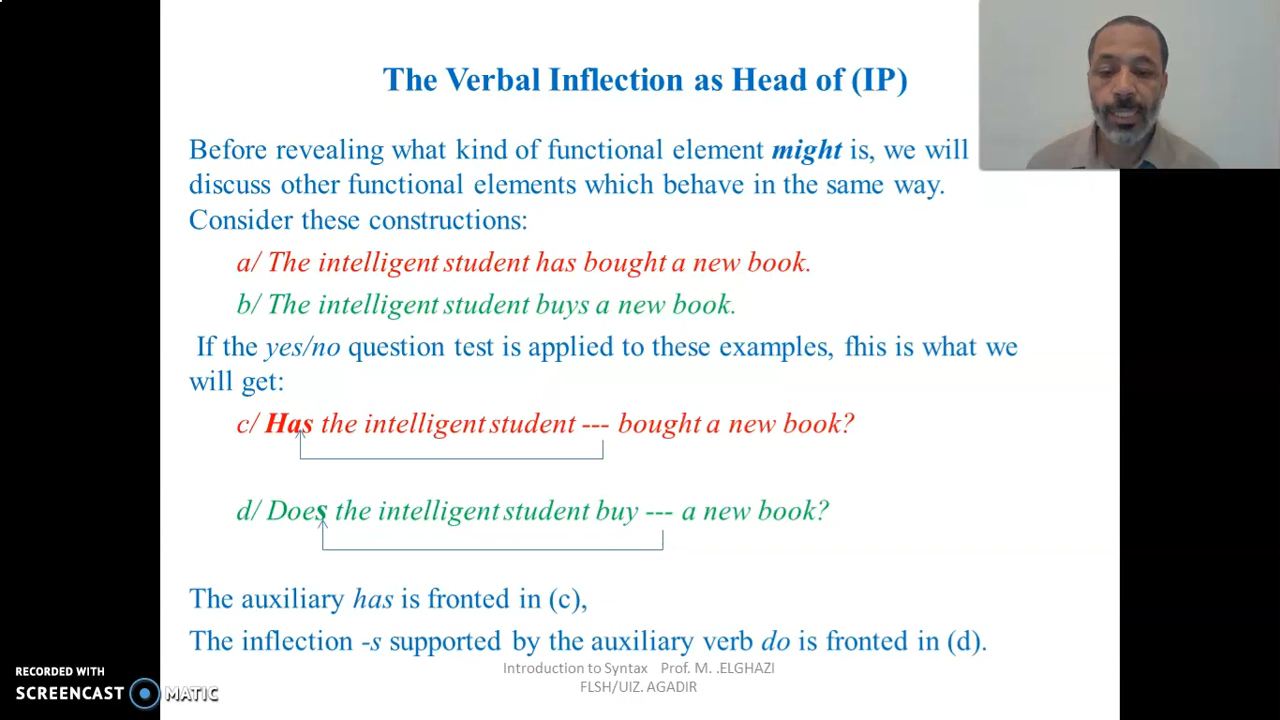 The Verbal Inflection as Head of (IP)
Before revealing what kind of functional element might is, we will
discuss other functional elements which behave in the same way.
Consider these constructions:
a/ The intelligent student has bought a new book.
b/ The intelligent student buys a new book.
If the yes/no question test is applied to these examples, fhis is what we
will get:
c/ Has the intelligent student --- bought a new book?
d/ Does the intelligent student buy --- a new book?
The auxiliary has is fronted in (c),
The inflection -s supported by the auxiliary verb do is fronted in (d).
Introduction to Syntax Prof. M. .ELGHAZI
FLSH/UIZ. AGADIR
RECORDED WITH
SCREENCAST MATIC